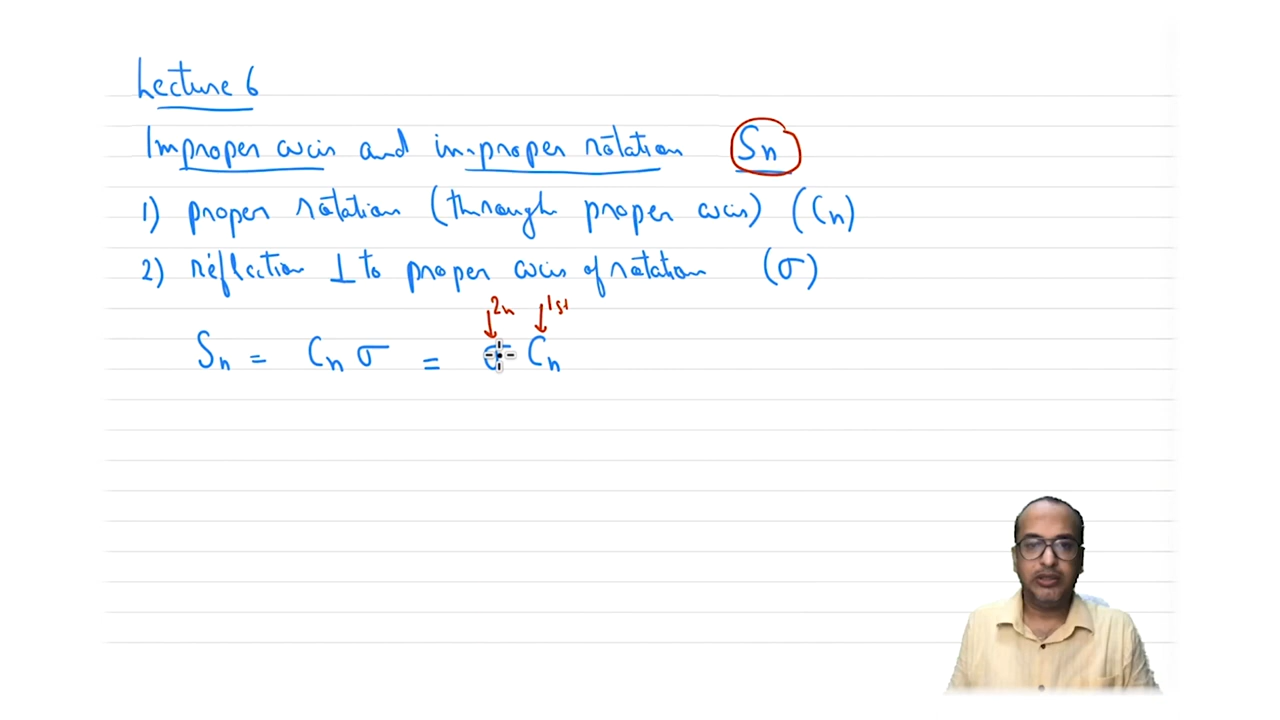 Lecture 6
Improper axis and improper rotation Sn
1) proper rotation (through proper axis) (Cn)
2) reflection ⊥ to proper axis of rotation (σ)
2n 1st
Sn = Cn σ = σ Cn